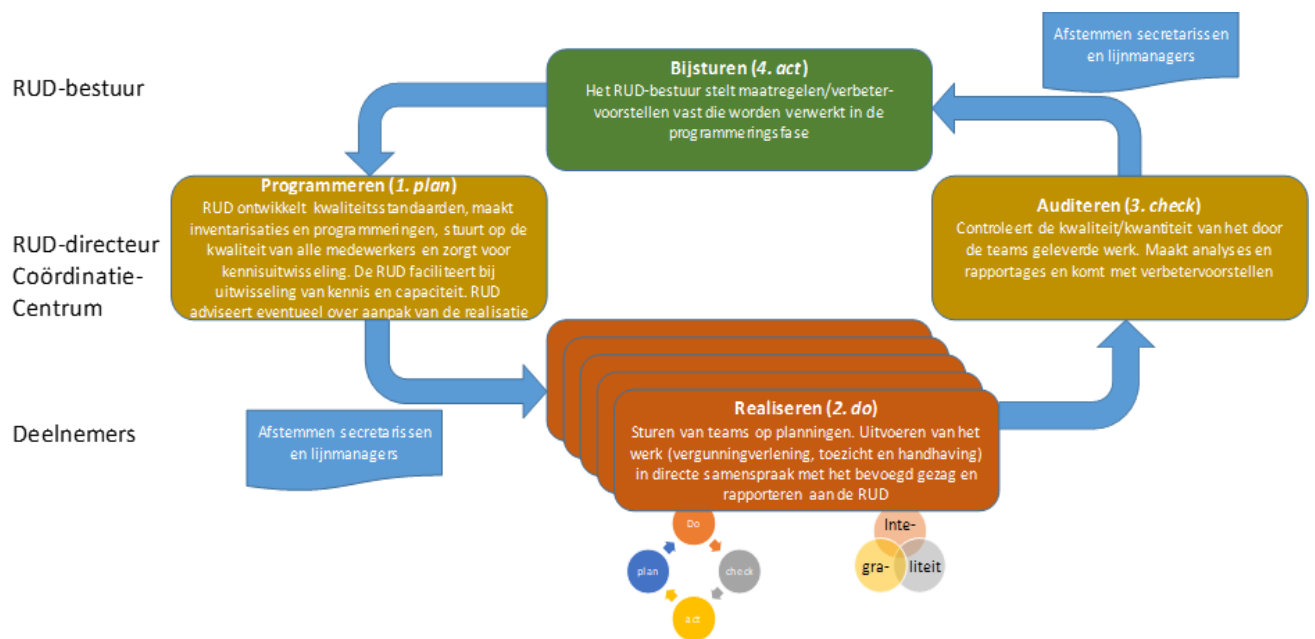 Afstemmen secretarissen
en lijnmanagers
RUD-bestuur
Bijsturen (4. act)
Het RUD-bestuur stelt maatregelen/verbeter-
voorstellen vast die worden verwerkt in de
programmeringsfase
RUD-directeur
Coördinatie-
Centrum
Programmeren (1. plan)
RUD ontwikkelt kwaliteitsstandaarden, maakt
inventarisaties en programmeringen, stuurt op de
kwaliteit van alle medewerkers en zorgt voor
kennisuitwisseling. De RUD faciliteert bij
uitwisseling van kennis en capaciteit. RUD
adviseert eventueel over aanpak van de realisatie
Auditeren (3. check)
Controleert de kwaliteit/kwantiteit van het door
de teams geleverde werk. Maakt analyses en
rapportages en komt met verbetervoorstellen
Deelnemers
Afstemmen secretarissen
en lijnmanagers
Realiseren (2. do)
Sturen van teams op planningen. Uitvoeren van het
werk (vergunningverlening, toezicht en handhaving)
in directe samenspraak met het bevoegd gezag en
rapporteren aan de RUD
Do
plan
check
act
Inte-
gra-
liteit